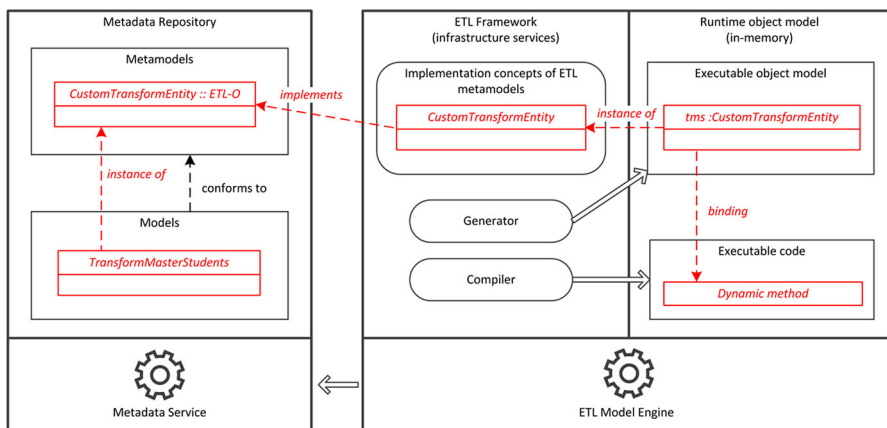 Metadata Repository
Metamodels
CustomTransformEntity :: ETL-O
instance of
conforms to
Models
TransformMasterStudents
Metadata Service
implements
ETL Framework
(infrastructure services)
Implementation concepts of ETL
metamodels
CustomTransformEntity
instance of
Generator
Compiler
Runtime object model
(in-memory)
Executable object model
tms :CustomTransformEntity
binding
Executable code
Dynamic method
ETL Model Engine